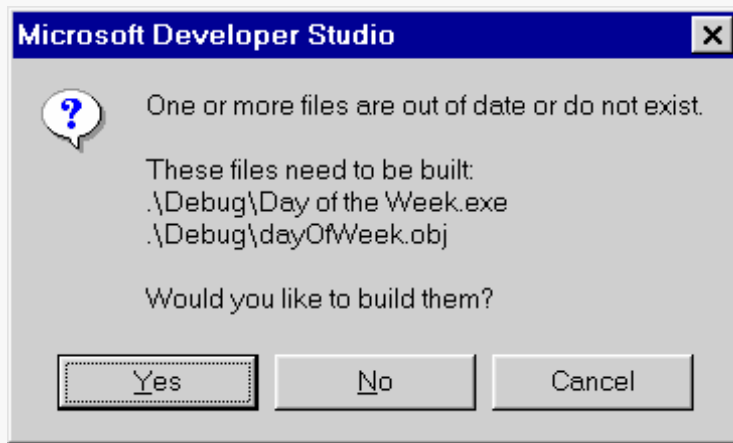 Microsoft Developer Studio
One or more files are out of date or do not exist.
These files need to be built:
.\Debug\Day of the Week.exe
.\Debug\dayOfWeek.obj
Would you like to build them?
Yes
No
Cancel